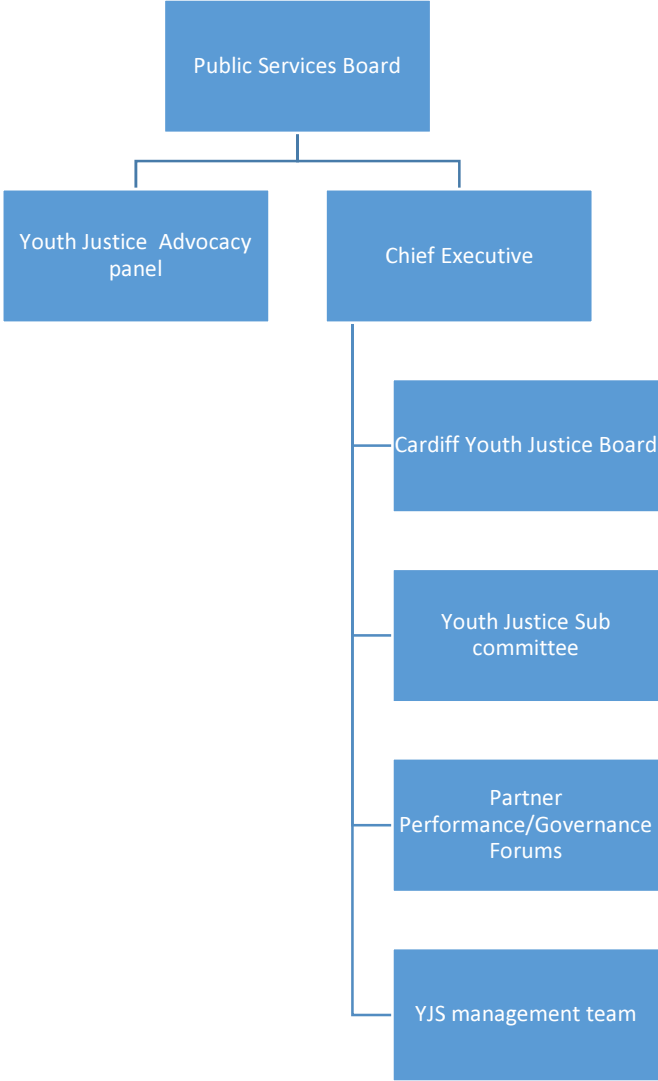 Public Services Board
Youth Justice  Advocacy
panel
Chief Executive
Cardiff Youth Justice Board
Youth Justice Sub
committee
Partner
Performance/Governance
Forums
YJS management team